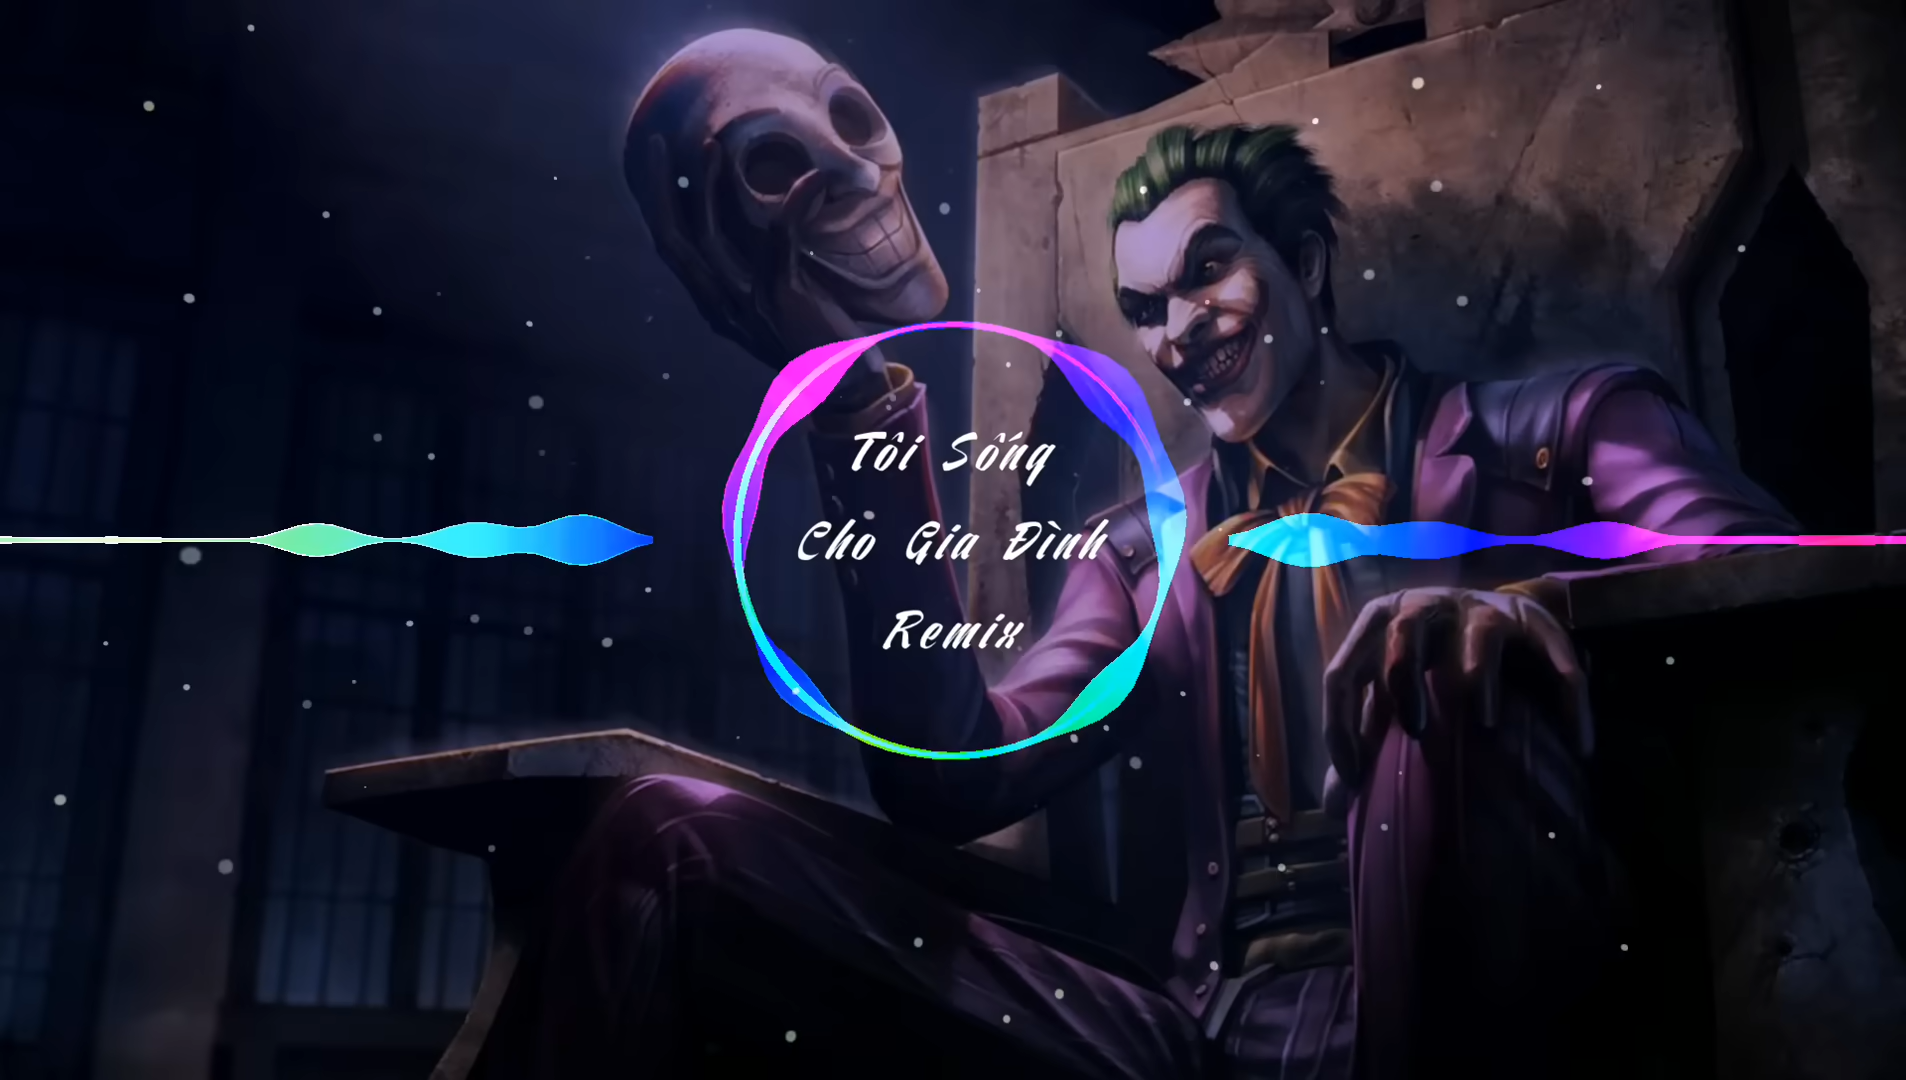 Tôi Sống
Cho Gia Đình
Remix